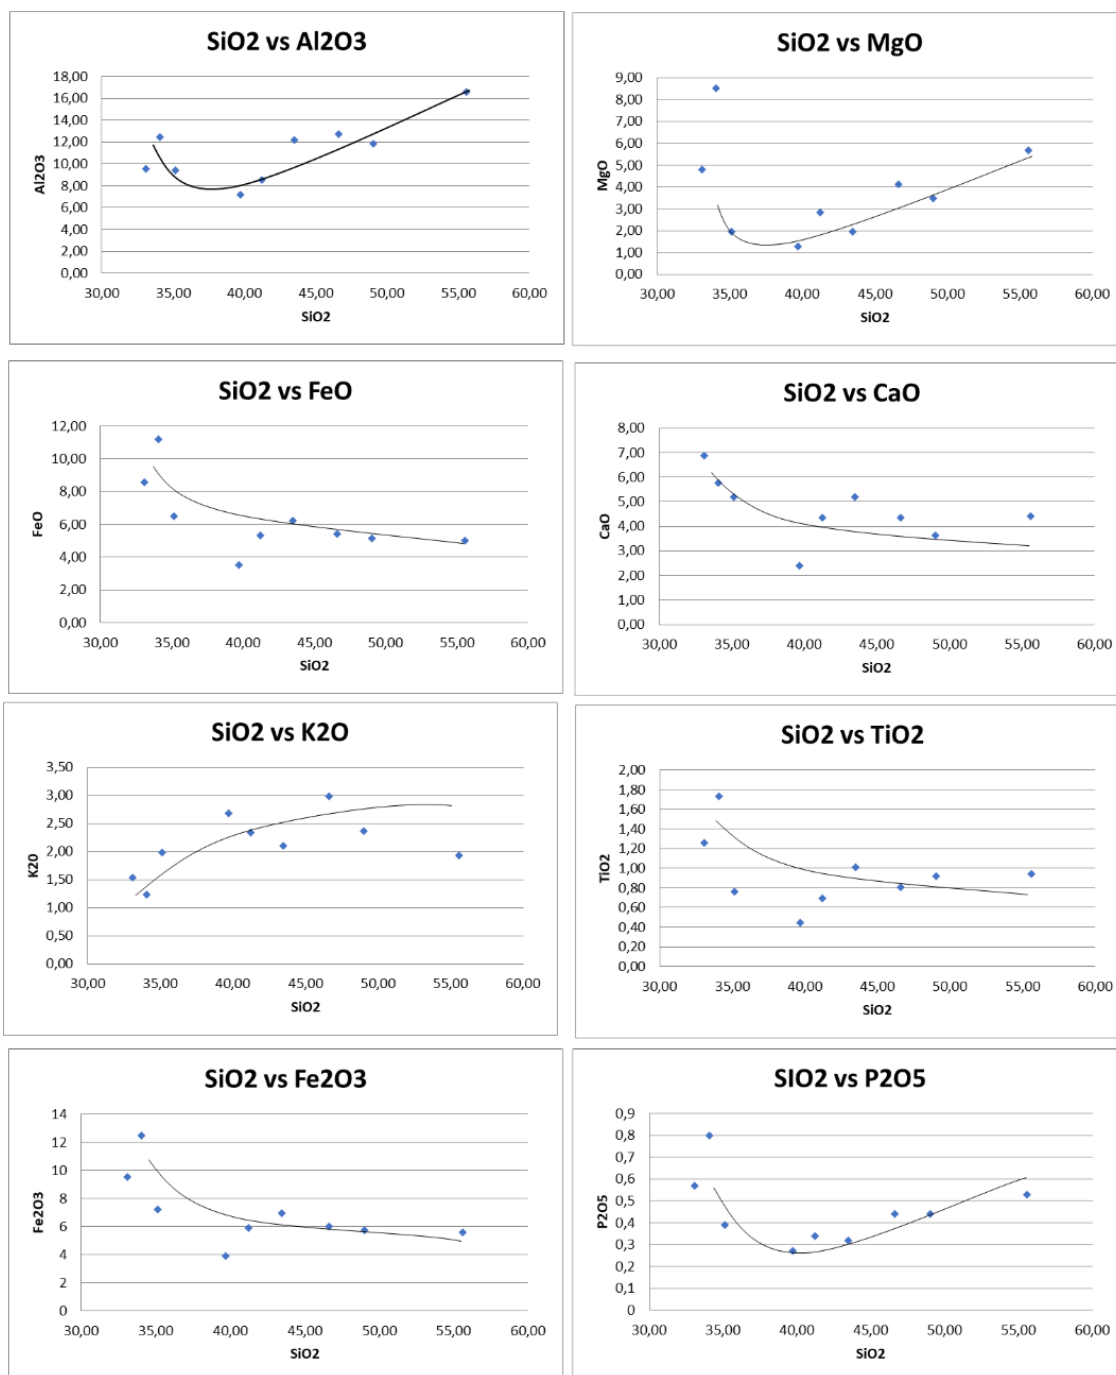 SiO2 vs Al2O3
18,00
16,00
14,00
12,00
10,00
8,00
6,00
4,00
2,00
0,00
Al2O3
30,00 35,00 40,00 45,00 50,00 55,00 60,00
SiO2
SiO2 vs MgO
9,00
8,00
7,00
6,00
5,00
4,00
3,00
2,00
1,00
0,00
MgO
30,00 35,00 40,00 45,00 50,00 55,00 60,00
SiO2
SiO2 vs FeO
12,00
10,00
8,00
6,00
4,00
2,00
0,00
FeO
30,00 35,00 40,00 45,00 50,00 55,00 60,00
SiO2
SiO2 vs CaO
8,00
7,00
6,00
5,00
4,00
3,00
2,00
1,00
0,00
CaO
30,00 35,00 40,00 45,00 50,00 55,00 60,00
SiO2
SiO2 vs K2O
3,50
3,00
2,50
2,00
1,50
1,00
0,50
0,00
K20
30,00 35,00 40,00 45,00 50,00 55,00 60,00
SiO2
SiO2 vs TiO2
2,00
1,80
1,60
1,40
1,20
1,00
0,80
0,60
0,40
0,20
0,00
TiO2
30,00 35,00 40,00 45,00 50,00 55,00 60,00
SiO2
SiO2 vs Fe2O3
14
12
10
8
6
4
2
0
Fe2O3
30,00 35,00 40,00 45,00 50,00 55,00 60,00
SiO2
SIO2 vs P2O5
0,9
0,8
0,7
0,6
0,5
0,4
0,3
0,2
0,1
0
P2O5
30,00 35,00 40,00 45,00 50,00 55,00 60,00
SiO2